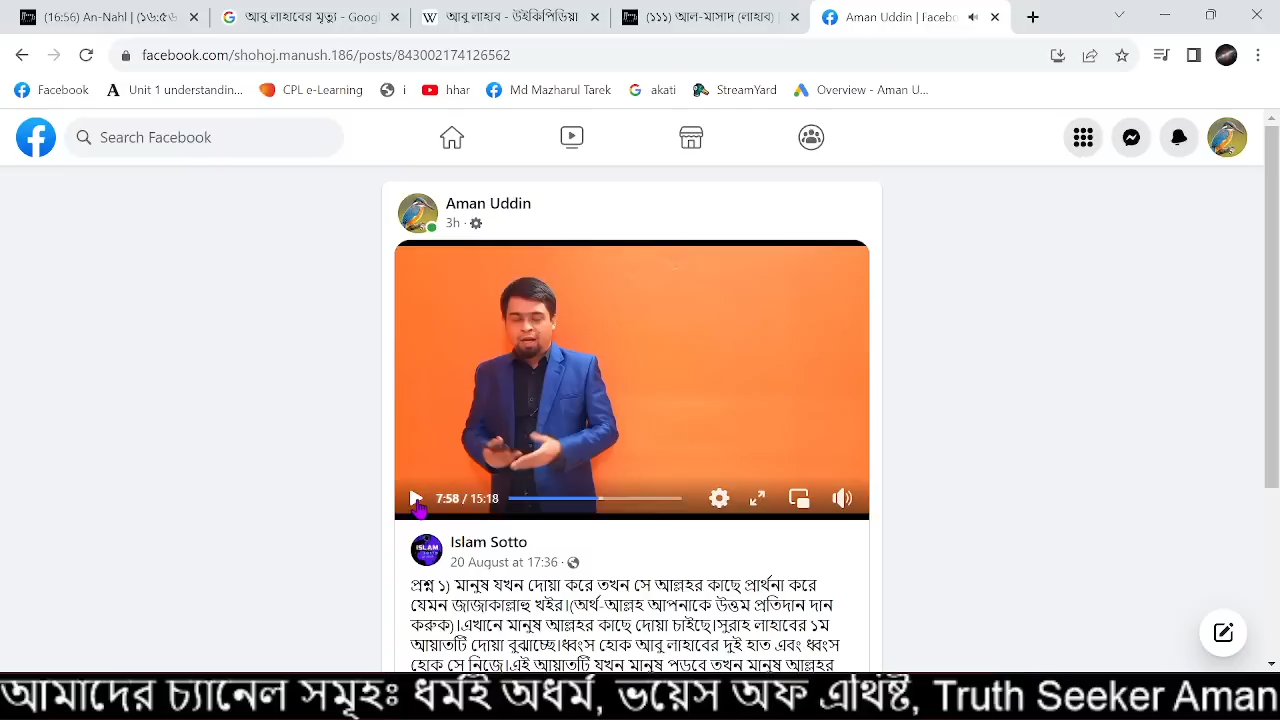 (16:56) An-Nahl | (১৬:৫৬
আবু লাহাবের মৃত্যু - Googl
আবু লাহাব - উইকিপিডিয়া
(১১১) আল-মাসাদ (লাহাব) |
Aman Uddin | Facebo
facebook.com/shohoj.manush.186/posts/843002174126562
Facebook
Unit 1 understandin...
CPL e-Learning
i
hhar
Md Mazharul Tarek
akati
StreamYard
Overview - Aman U...
Search Facebook
Aman Uddin
3h
7:58 / 15:18
Islam Sotto
20 August at 17:36
প্রশ্ন ১) মানুষ যখন দোয়া করে তখন সে আল্লহর কাছে প্রার্থনা করে
যেমন জাজাকাল্লাহু খইর।(অর্থ-আল্লহ আপনাকে উত্তম প্রতিদান দান
করুক)।এখানে মানুষ আল্লহর কাছে দোয়া চাইছে।সুরাহ লাহাবের ১ম
আয়াতটি দোয়া বুঝাচ্ছে।ধ্বংস হোক আবু লাহাবের দুই হাত এবং ধ্বংস
হোক সে নিজে।এই আয়াতটি যখন মানুষ পড়বে তখন মানুষ আল্লহর
আমাদের চ্যানেল সমূহঃ ধর্মই অধর্ম, ভয়েস অফ এথিষ্ট, Truth Seeker Aman